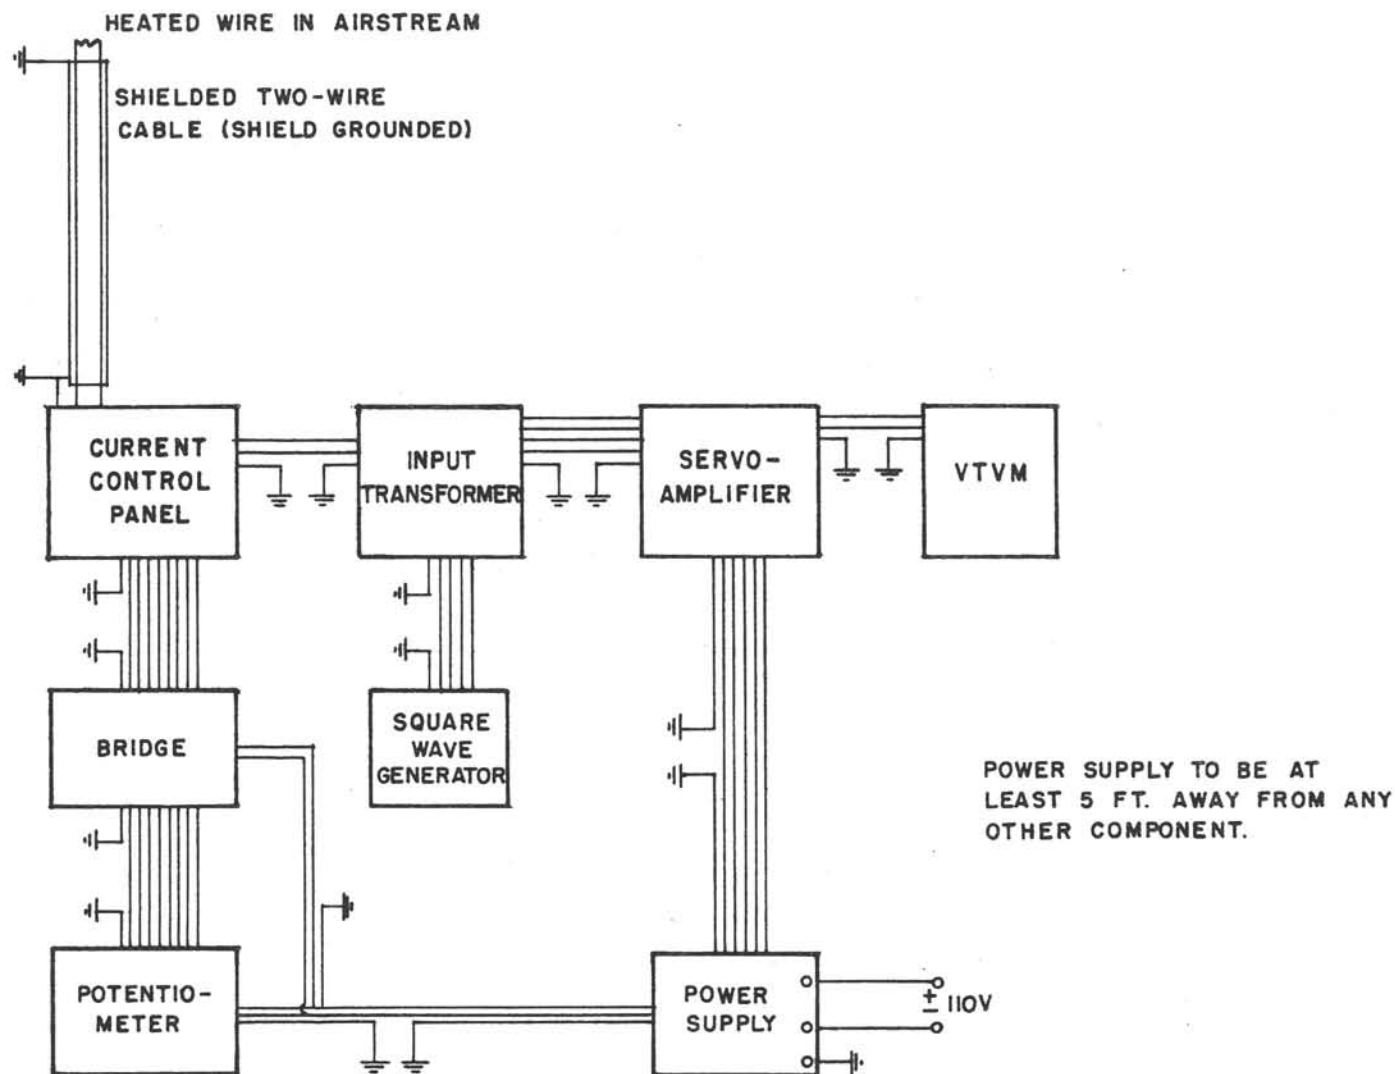 HEATED WIRE IN AIRSTREAM
SHIELDED TWO-WIRE
CABLE (SHIELD GROUNDED)
CURRENT
CONTROL
PANEL
INPUT
TRANSFORMER
SERVO-
AMPLIFIER
VTVM
BRIDGE
SQUARE
WAVE
GENERATOR
POWER SUPPLY TO BE AT
LEAST 5 FT. AWAY FROM ANY
OTHER COMPONENT.
POTENTIO-
METER
POWER
SUPPLY
± 110V